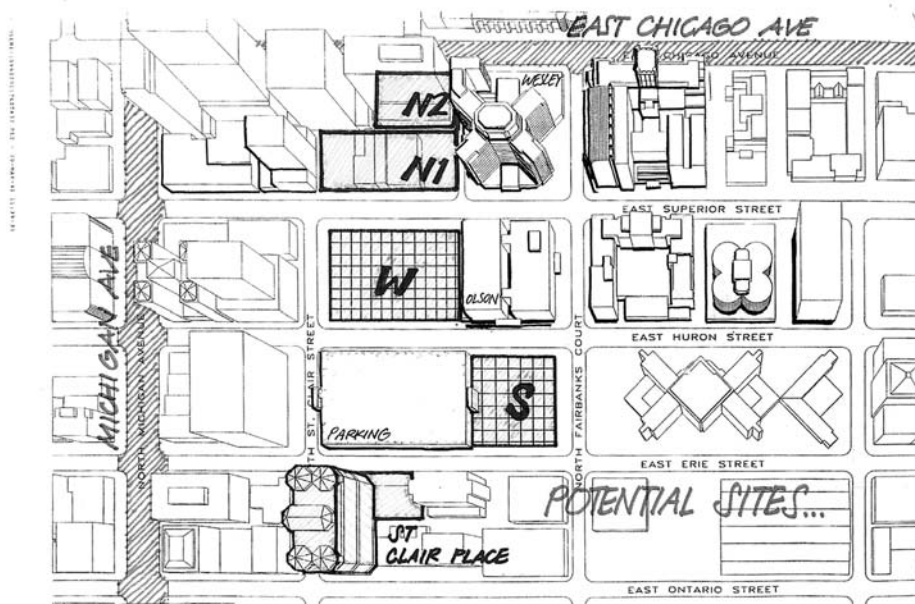 EAST CHICAGO AVE
EAST CHICAGO AVENUE
WESLEY
N2
N1
EAST SUPERIOR STREET
MICHIGAN AVE
NORTH MICHIGAN AVENUE
W
OLSON
NORTH ST. CLAIR STREET
NORTH FAIRBANKS COURT
EAST HURON STREET
S
PARKING
EAST ERIE STREET
POTENTIAL SITES...
ST
CLAIR PLACE
EAST ONTARIO STREET